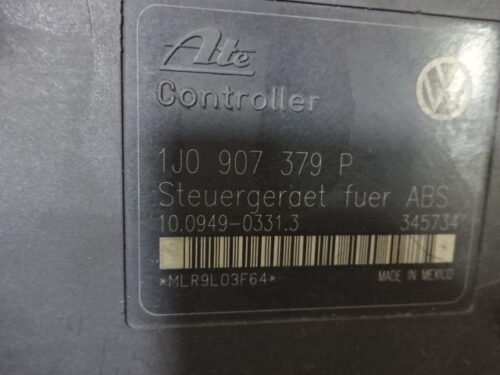 Ate
Controller
1J0 907 379 P
Steuergeraet fuer ABS
10.0949-0331.3 345734
*MLR9L03F64*
MADE IN MEXICO